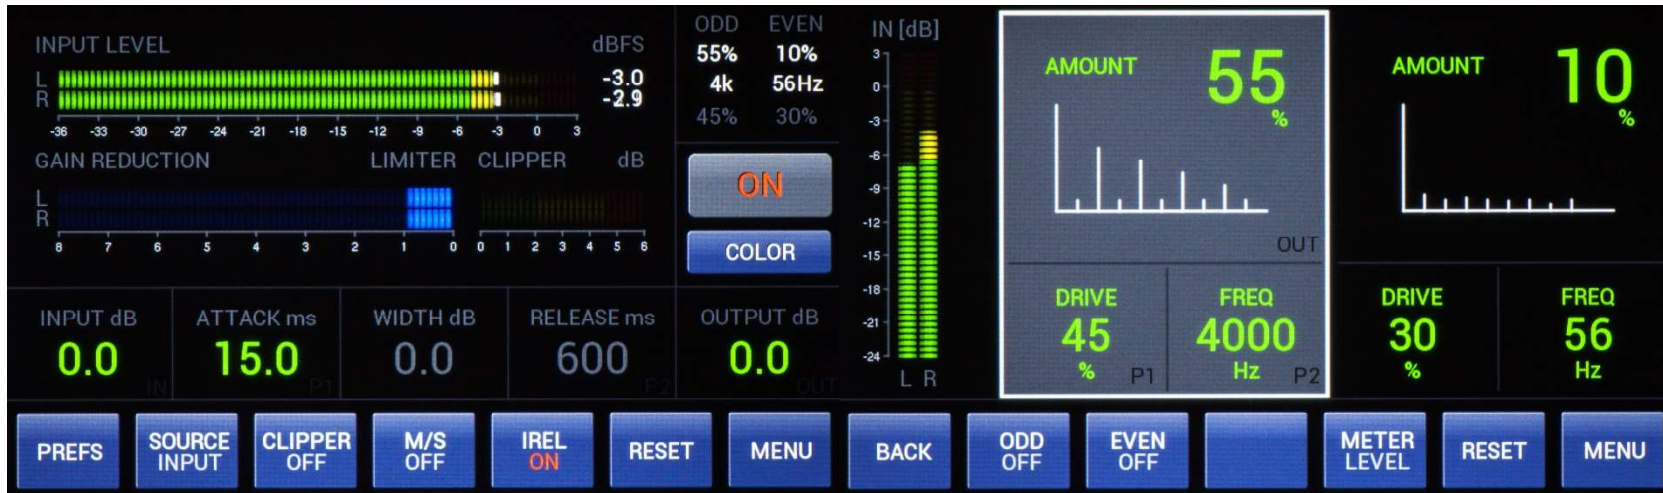 INPUT LEVEL dBFS
L -3.0
R -2.9
-36 -33 -30 -27 -24 -21 -18 -15 -12 -9 -6 -3 0 3
GAIN REDUCTION LIMITER CLIPPER dB
L
R
8 7 6 5 4 3 2 1 0 0 1 2 3 4 5 6
ODD EVEN
55% 10%
4k 56Hz
45% 30%
ON
COLOR
INPUT dB ATTACK ms WIDTH dB RELEASE ms OUTPUT dB
0.0 15.0 0.0 600 0.0
IN P1 P2 OUT
PREFS
SOURCE
INPUT
CLIPPER
OFF
M/S
OFF
IREL
ON
RESET
MENU
IN [dB]
3
0
-3
-6
-9
-12
-15
-18
-21
-24
L R
AMOUNT 55
%
OUT
DRIVE
45
% P1
FREQ
4000
Hz P2
AMOUNT 10
%
DRIVE
30
%
FREQ
56
Hz
BACK
ODD
OFF
EVEN
OFF
METER
LEVEL
RESET
MENU